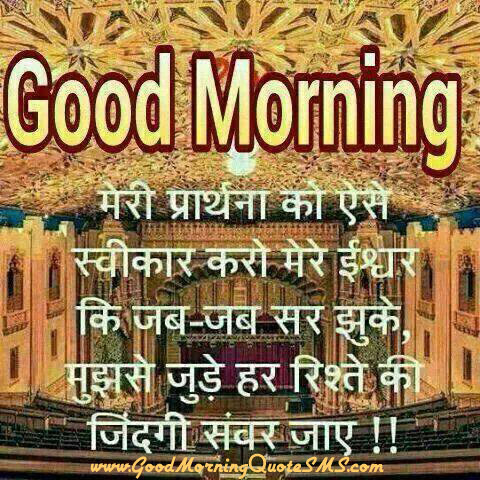 Good Morning
मेरी प्रार्थना को ऐसे
स्वीकार करो मेरे ईश्वर
कि जब-जब सर झुके,
मुझसे जुड़े हर रिश्ते की
जिंदगी संवर जाए !!
www.GoodMorningQuoteSMS.com